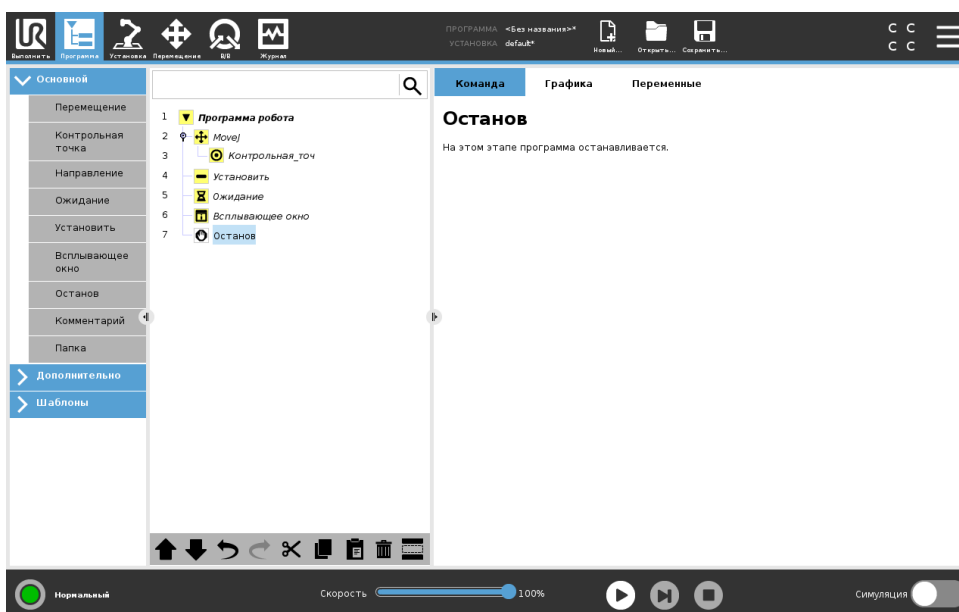 Выполнить
Программа
Установка
Перемещение
В/В
Журнал
ПРОГРАММА <Без названия>*
УСТАНОВКА default*
Новый...
Открыть...
Сохранить...
C C
C C
Основной
Перемещение
Контрольная
точка
Направление
Ожидание
Установить
Всплывающее
окно
Останов
Комментарий
Папка
Дополнительно
Шаблоны
1 Программа робота
2 MoveJ
3 Контрольная_точ
4 Установить
5 Ожидание
6 Всплывающее окно
7 Останов
Команда
Графика
Переменные
Останов
На этом этапе программа останавливается.
Нормальный
Скорость
100%
Симуляция